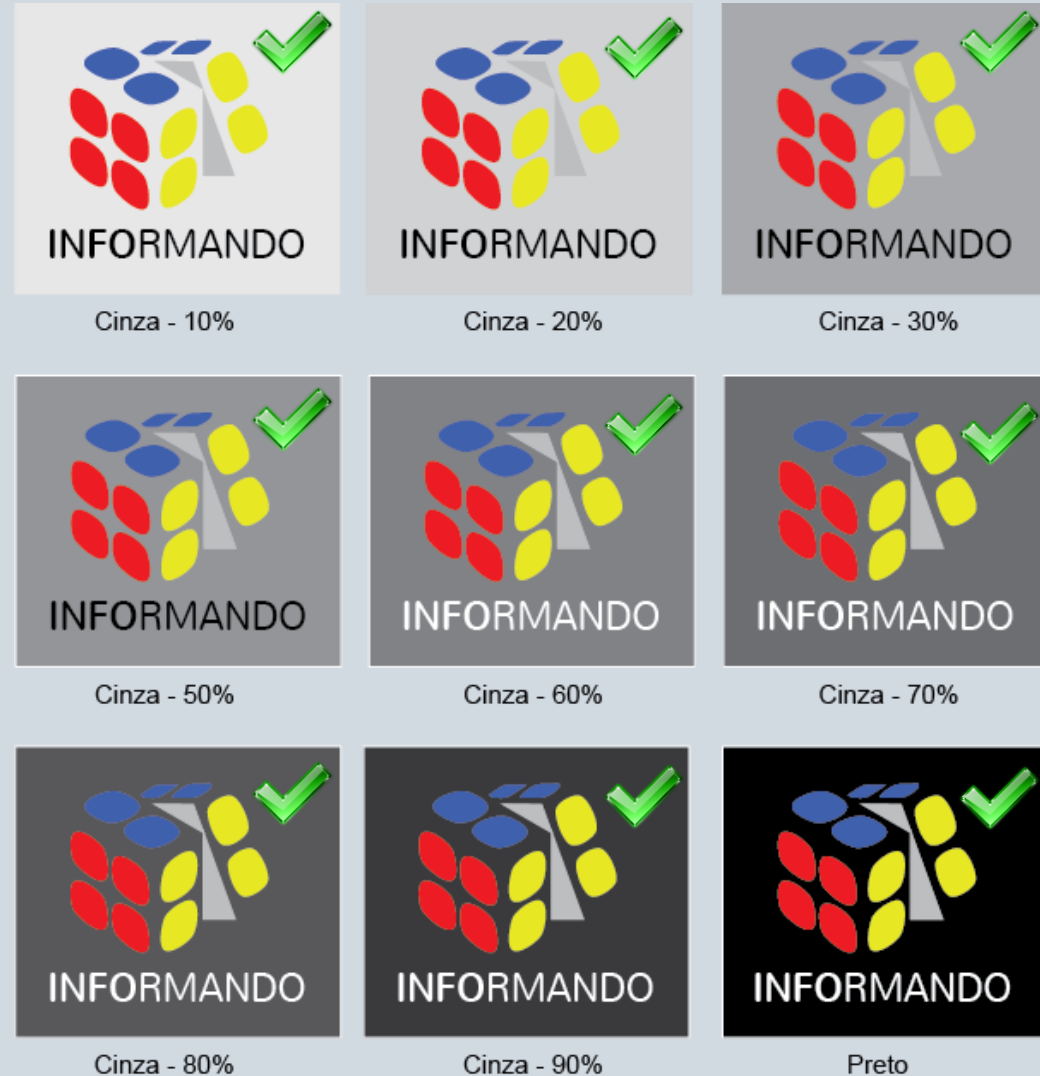 INFORMANDO
INFORMANDO
INFORMANDO
Cinza - 10%
Cinza - 20%
Cinza - 30%
INFORMANDO
INFORMANDO
INFORMANDO
Cinza - 50%
Cinza - 60%
Cinza - 70%
INFORMANDO
INFORMANDO
INFORMANDO
Cinza - 80%
Cinza - 90%
Preto